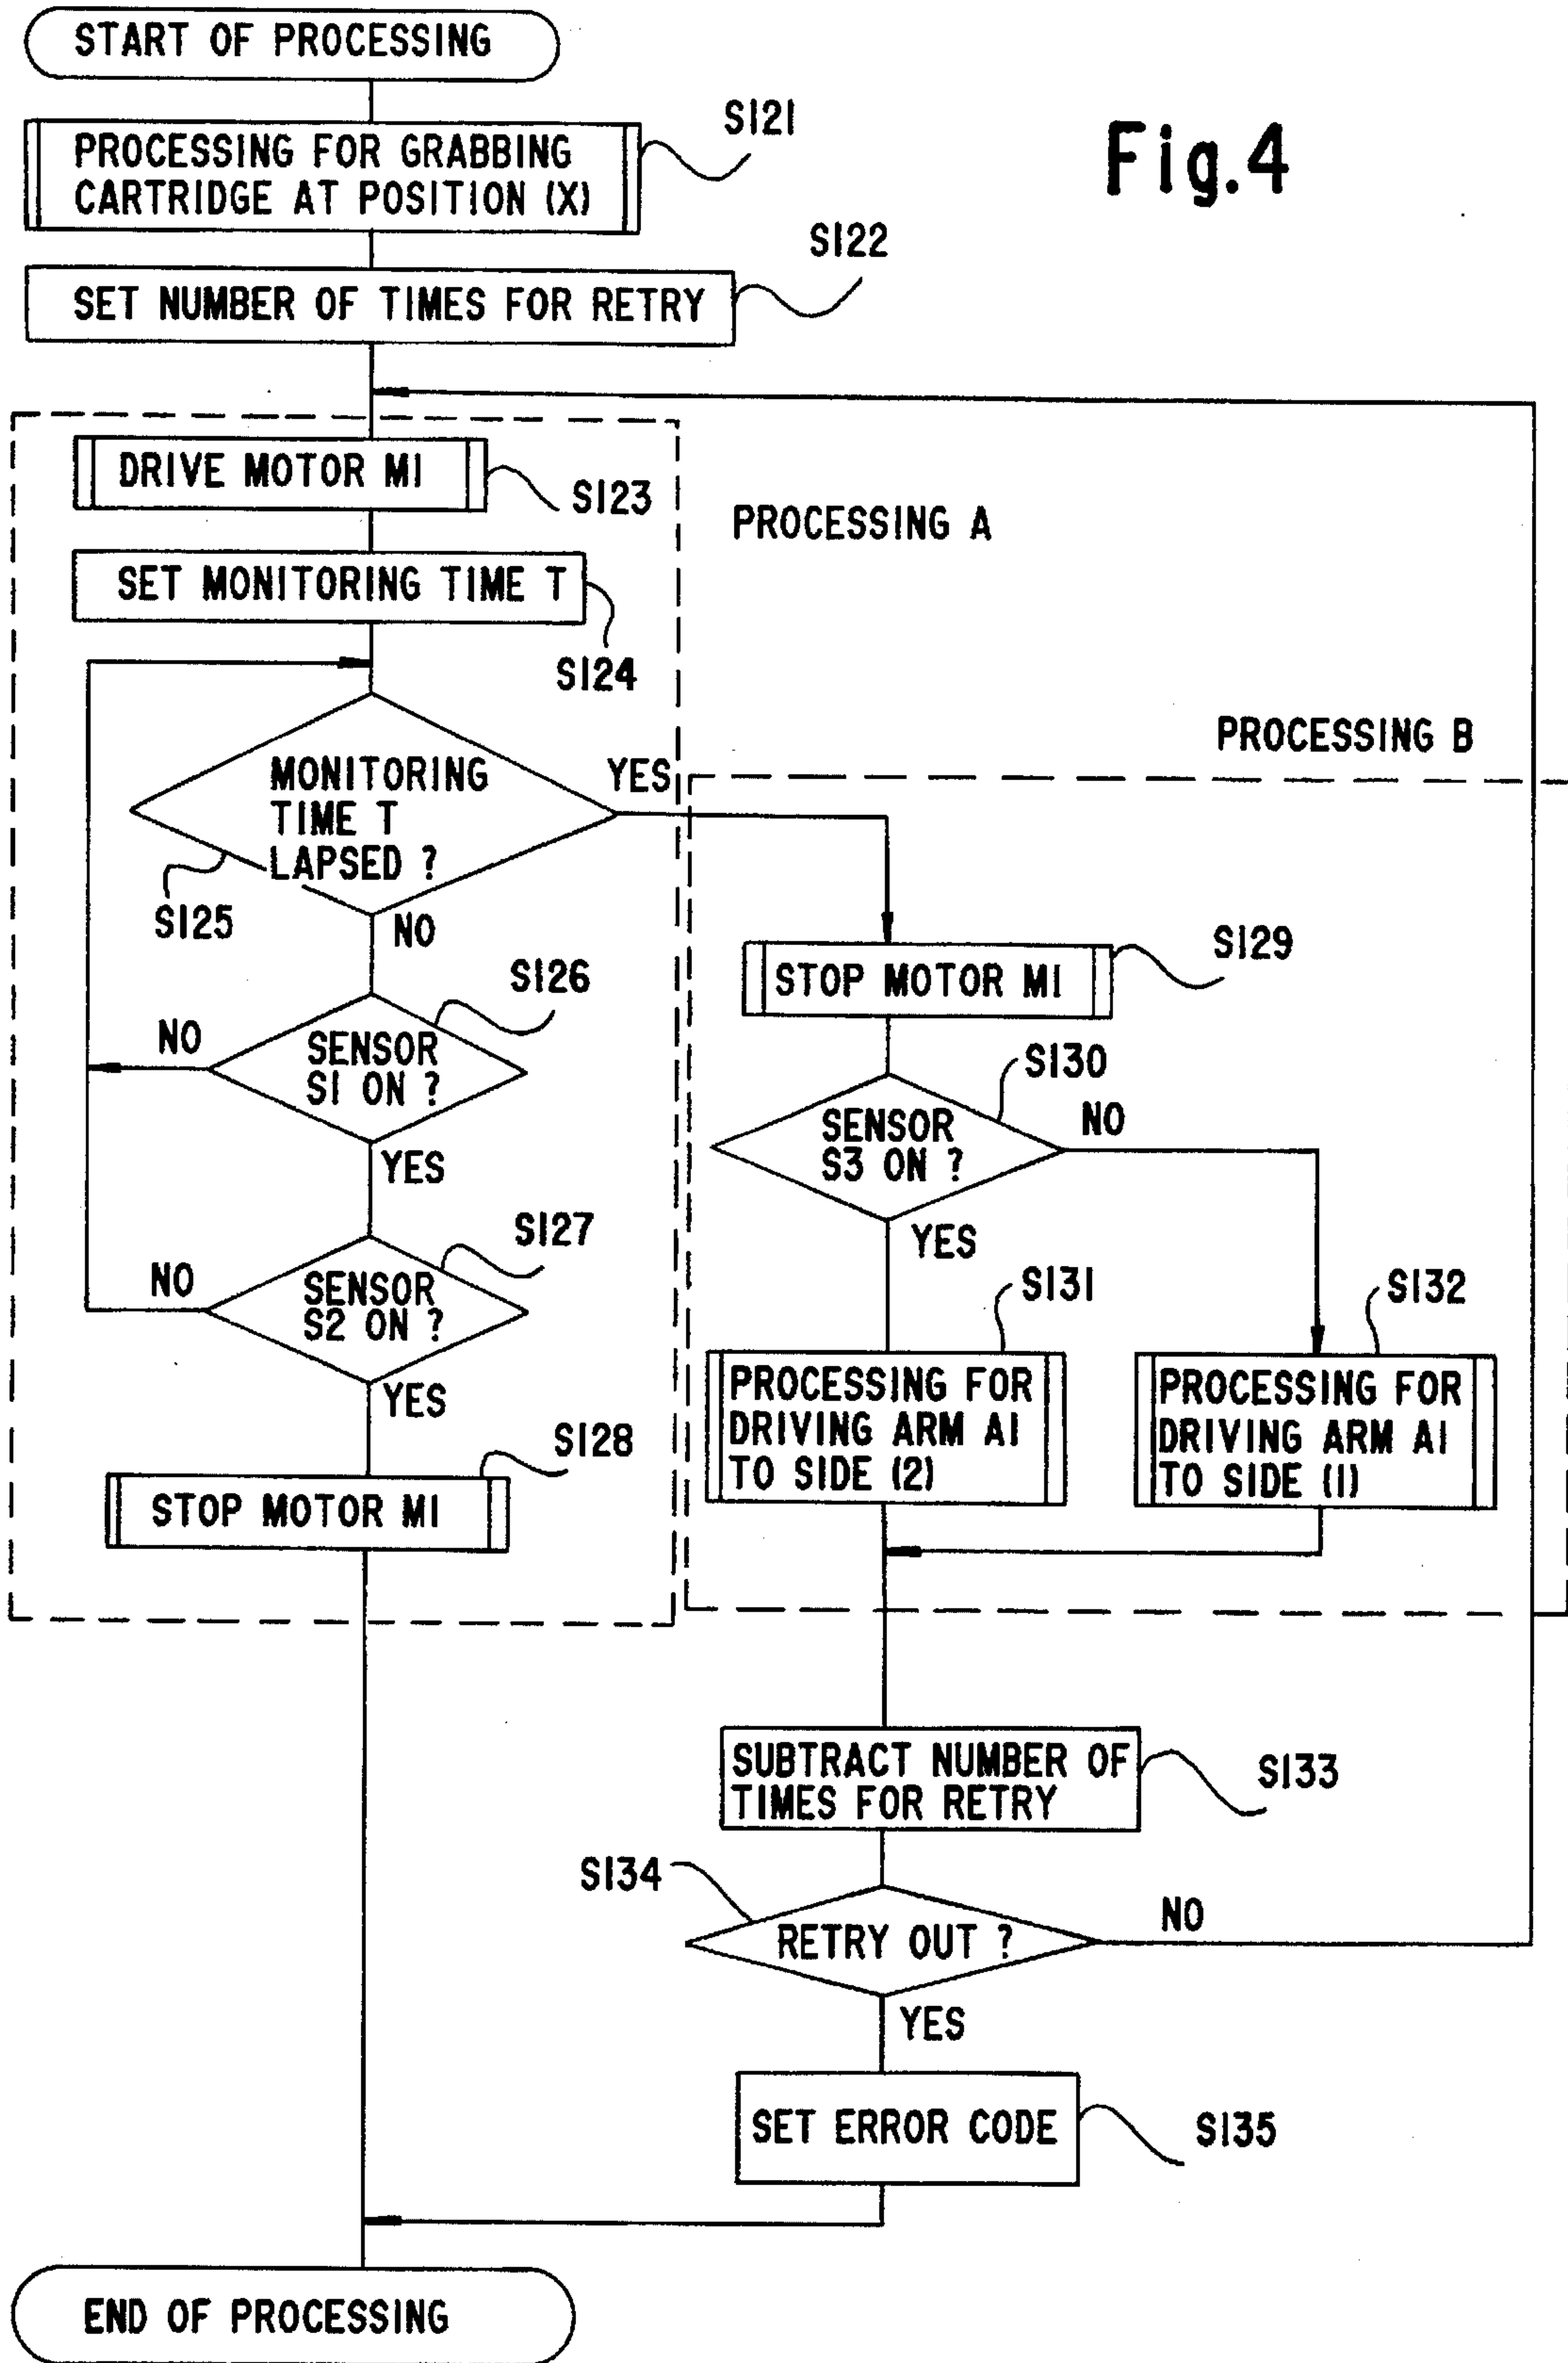 START OF PROCESSING
S121
PROCESSING FOR GRABBING
CARTRIDGE AT POSITION (X)
Fig.4
S122
SET NUMBER OF TIMES FOR RETRY
DRIVE MOTOR M1
S123
PROCESSING A
SET MONITORING TIME T
S124
PROCESSING B
MONITORING
TIME T
LAPSED ?
YES
S125
NO
S126
SENSOR
S1 ON ?
NO
YES
S127
SENSOR
S2 ON ?
NO
YES
S128
STOP MOTOR M1
S129
STOP MOTOR M1
S130
SENSOR
S3 ON ?
NO
YES
S131
PROCESSING FOR
DRIVING ARM A1
TO SIDE (2)
S132
PROCESSING FOR
DRIVING ARM A1
TO SIDE (1)
SUBTRACT NUMBER OF
TIMES FOR RETRY
S133
S134
RETRY OUT ?
NO
YES
SET ERROR CODE
S135
END OF PROCESSING